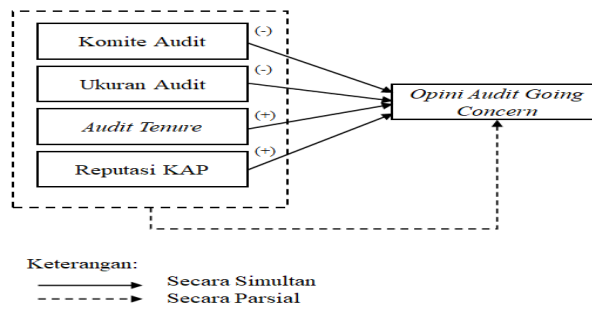 Komite Audit
(-)
Ukuran Audit
(-)
Audit Tenure
(+)
Reputasi KAP
(+)
Opini Audit Going
Concern
Keterangan:
Secara Simultan
Secara Parsial